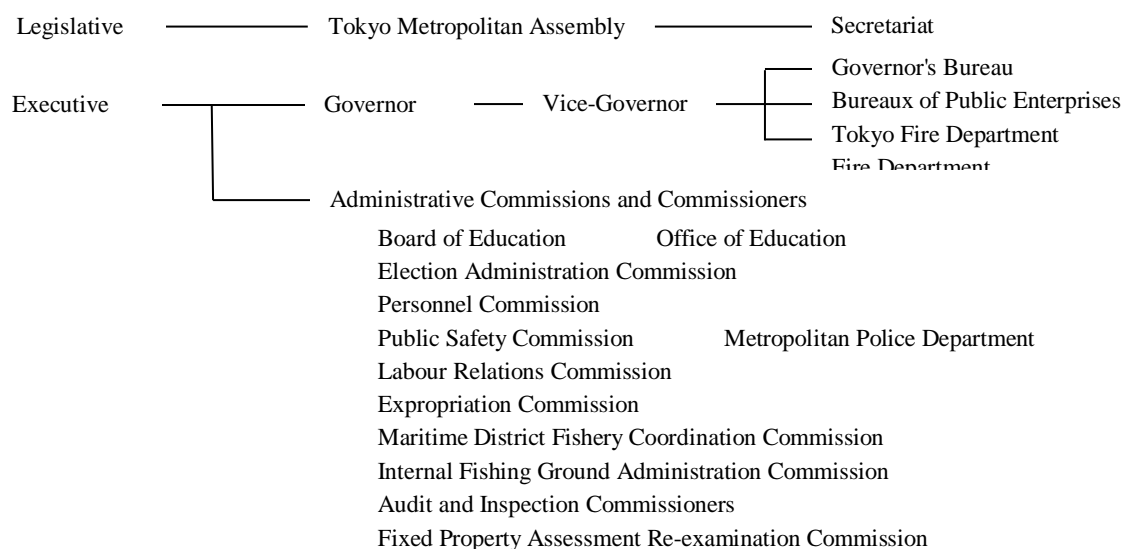 Legislative Tokyo Metropolitan Assembly Secretariat
Governor's Bureau
Executive Governor Vice-Governor Bureaux of Public Enterprises
Tokyo Fire Department
Fire Department
Administrative Commissions and Commissioners
Board of Education Office of Education
Election Administration Commission
Personnel Commission
Public Safety Commission Metropolitan Police Department
Labour Relations Commission
Expropriation Commission
Maritime District Fishery Coordination Commission
Internal Fishing Ground Administration Commission
Audit and Inspection Commissioners
Fixed Property Assessment Re-examination Commission